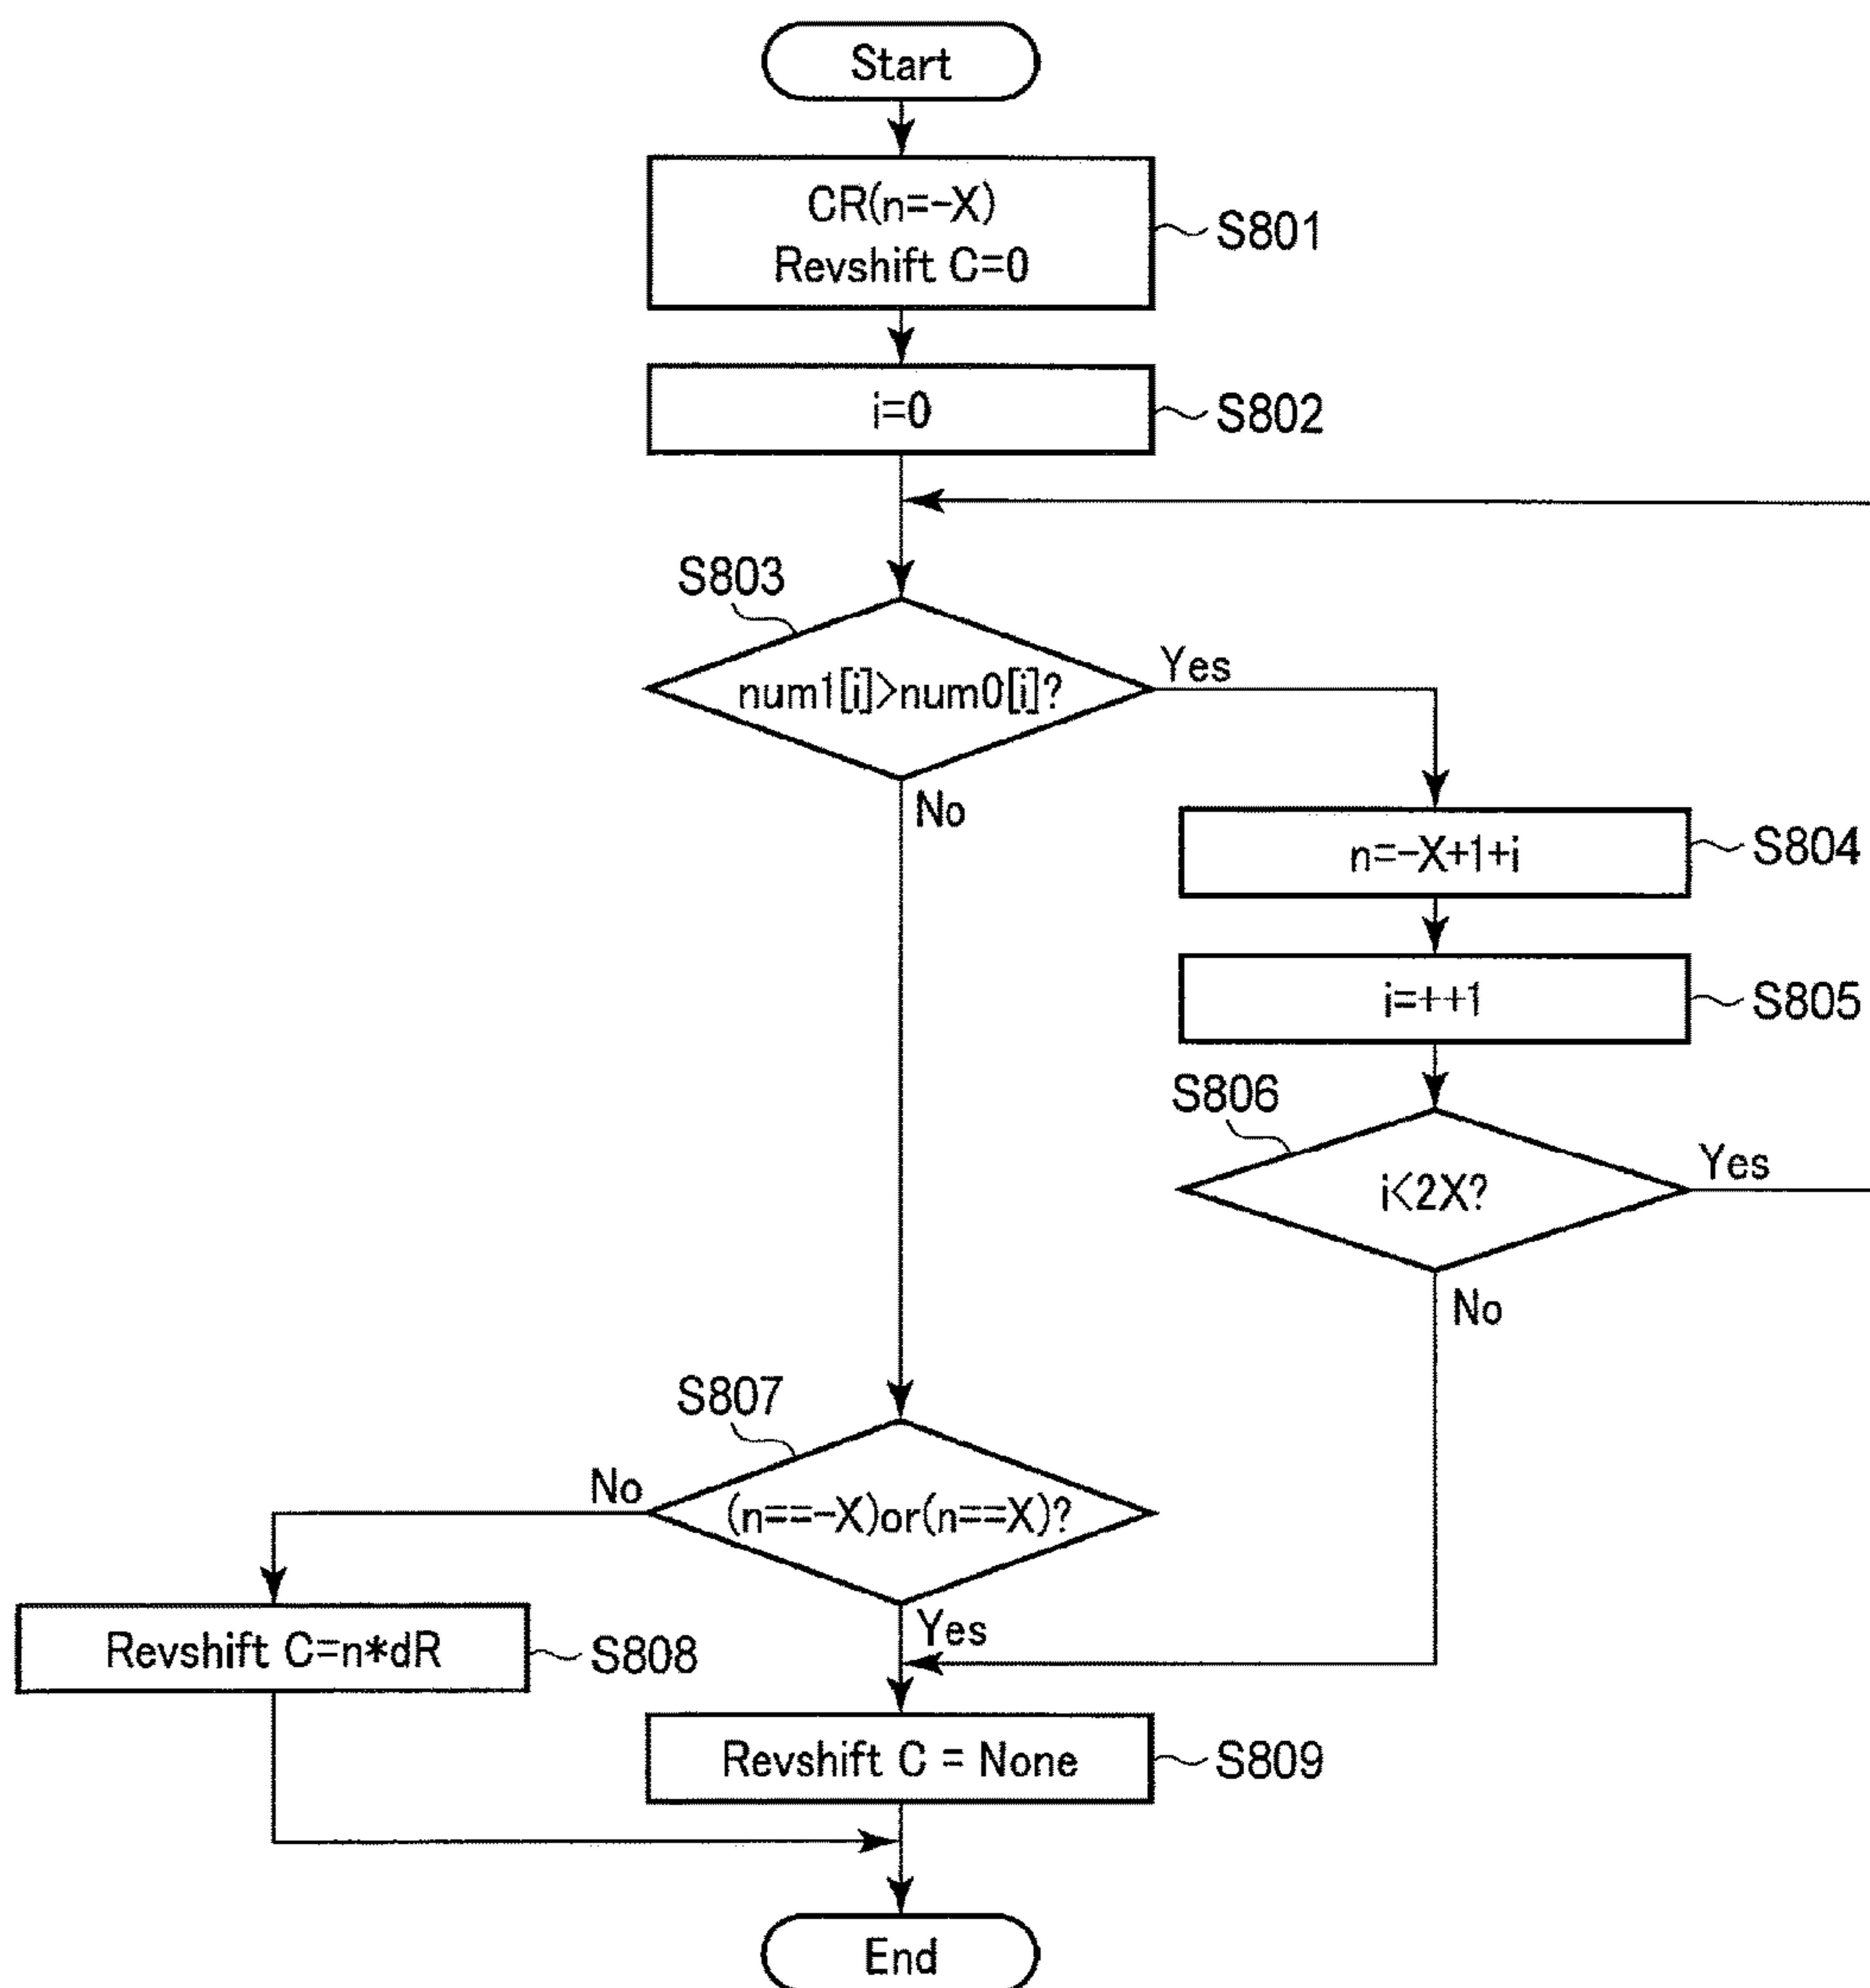 Start
CR(n=-X)
Revshift C=0
S801
i=0
S802
S803
num1[i]>num0[i]?
Yes
No
n=-X+1+i
S804
i=++1
S805
S806
i<2X?
Yes
No
S807
(n==-X)or(n==X)?
No
Yes
Revshift C=n*dR
S808
Revshift C = None
S809
End